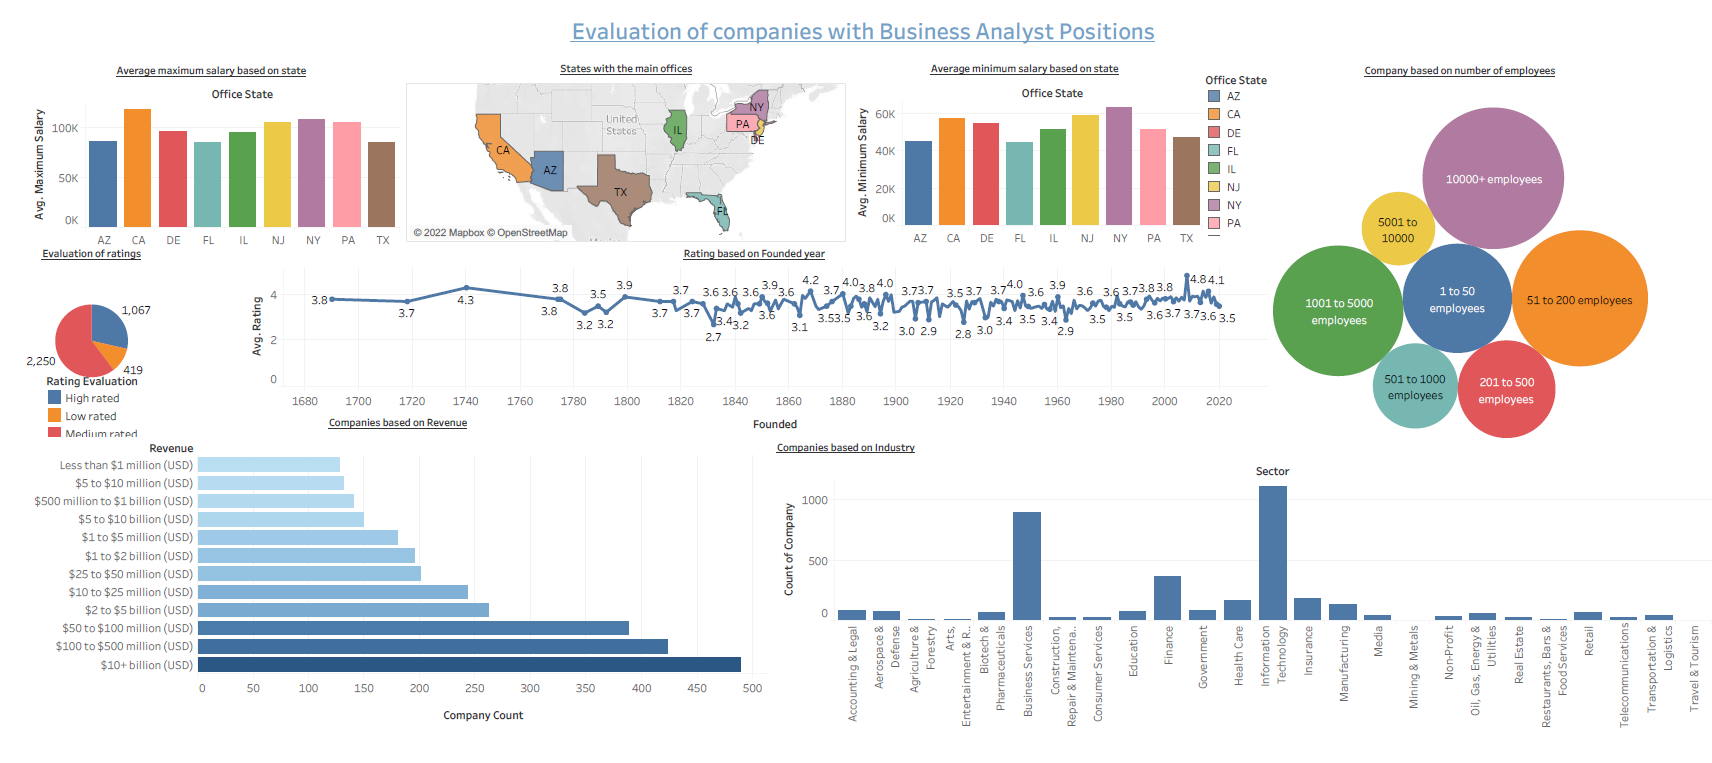 Evaluation of companies with Business Analyst Positions
Average maximum salary based on state
Office State
Avg. Maximum Salary
100K
50K
0K
AZ CA DE FL IL NJ NY PA TX
States with the main offices
United
States
NY
PA
DE
IL
CA
AZ
TX
FL
© 2022 Mapbox © OpenStreetMap
Average minimum salary based on state
Office State
Avg. Minimum Salary
60K
40K
20K
0K
AZ CA DE FL IL NJ NY PA TX
Office State
AZ
CA
DE
FL
IL
NJ
NY
PA
Company based on number of employees
10000+ employees
5001 to
10000
1001 to 5000
employees
1 to 50
employees
51 to 200 employees
501 to 1000
employees
201 to 500
employees
Evaluation of ratings
1,067
2,250
419
Rating Evaluation
High rated
Low rated
Medium rated
Rating based on Founded year
Avg. Rating
4
2
0
3.8 3.7 4.3 3.8 3.8 3.2 3.5 3.2 3.9 3.7 3.7 3.7 3.6 2.7 3.4 3.6 3.2 3.9 3.6 3.6 3.1 4.2 3.7 3.5 4.0 3.5 3.8 3.6 3.2 4.0 3.0 3.7 3.7 2.9 3.5 2.8 3.7 3.0 3.7 3.4 4.0 3.5 3.4 3.9 2.9 3.6 3.5 3.6 3.5 3.7 3.8 3.6 3.8 3.7 3.7 4.8 3.6 4.1 3.5
1680 1700 1720 1740 1760 1780 1800 1820 1840 1860 1880 1900 1920 1940 1960 1980 2000 2020
Founded
Companies based on Revenue
Revenue
Less than $1 million (USD)
$5 to $10 million (USD)
$500 million to $1 billion (USD)
$5 to $10 billion (USD)
$1 to $5 million (USD)
$1 to $2 billion (USD)
$25 to $50 million (USD)
$10 to $25 million (USD)
$2 to $5 billion (USD)
$50 to $100 million (USD)
$100 to $500 million (USD)
$10+ billion (USD)
0 50 100 150 200 250 300 350 400 450 500
Company Count
Companies based on Industry
Sector
Count of Company
1000
500
0
Accounting & Legal
Aerospace &
Defense
Agriculture &
Forestry
Arts,
Entertainment & R..
Biotech &
Pharmaceuticals
Business Services
Construction,
Repair & Maintena..
Consumer Services
Education
Finance
Government
Health Care
Information
Technology
Insurance
Manufacturing
Media
Mining & Metals
Non-Profit
Oil, Gas, Energy &
Utilities
Real Estate
Restaurants, Bars &
Food Services
Retail
Telecommunications
Transportation &
Logistics
Travel & Tourism